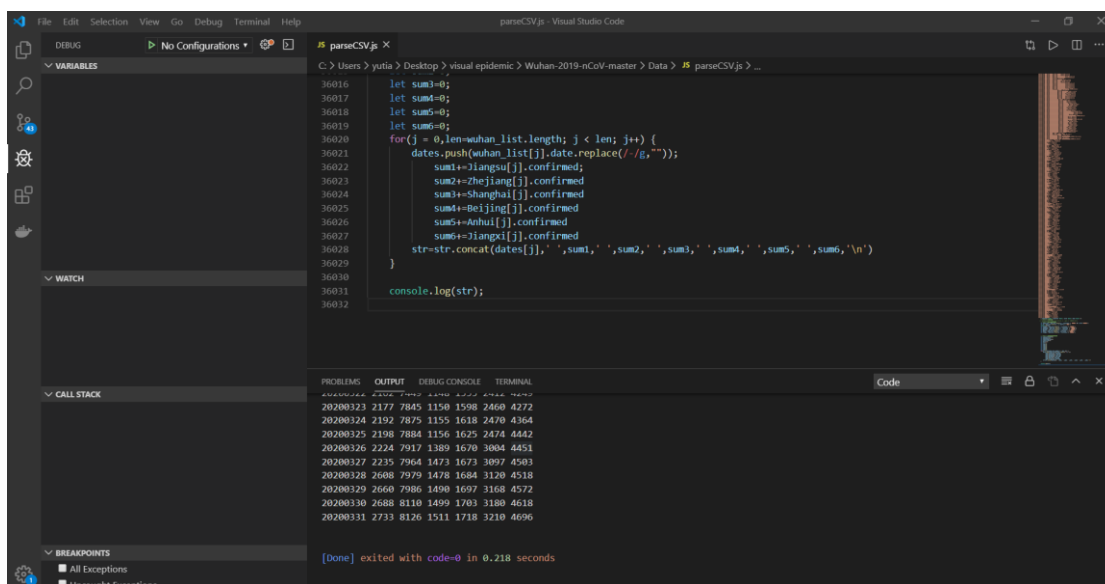 File Edit Selection View Go Debug Terminal Help
parseCSV.js - Visual Studio Code
DEBUG
No Configurations
JS parseCSV.js
C: > Users > yutia > Desktop > visual epidemic > Wuhan-2019-nCoV-master > Data > JS parseCSV.js > ...
VARIABLES
36016 let sum3=0;
36017 let sum4=0;
36018 let sum5=0;
36019 let sum6=0;
36020 for(j = 0,len=wuhan_list.length; j < len; j++) {
36021 dates.push(wuhan_list[j].date.replace(/-/g,""));
36022 sum1+=Jiangsu[j].confirmed;
36023 sum2+=Zhejiang[j].confirmed
36024 sum3+=Shanghai[j].confirmed
36025 sum4+=Beijing[j].confirmed
36026 sum5+=Anhui[j].confirmed
36027 sum6+=Jiangxi[j].confirmed
36028 str=str.concat(dates[j],' ',sum1,' ',sum2,' ',sum3,' ',sum4,' ',sum5,' ',sum6,'\n')
36029 }
36030
36031 console.log(str);
36032
43
WATCH
CALL STACK
BREAKPOINTS
All Exceptions
1
PROBLEMS OUTPUT DEBUG CONSOLE TERMINAL
Code
20200323 2177 7845 1150 1598 2460 4272
20200324 2192 7875 1155 1618 2470 4364
20200325 2198 7884 1156 1625 2474 4442
20200326 2224 7917 1389 1670 3004 4451
20200327 2235 7964 1473 1673 3097 4503
20200328 2608 7979 1478 1684 3120 4518
20200329 2660 7986 1490 1697 3168 4572
20200330 2688 8110 1499 1703 3180 4618
20200331 2733 8126 1511 1718 3210 4696
[Done] exited with code=0 in 0.218 seconds